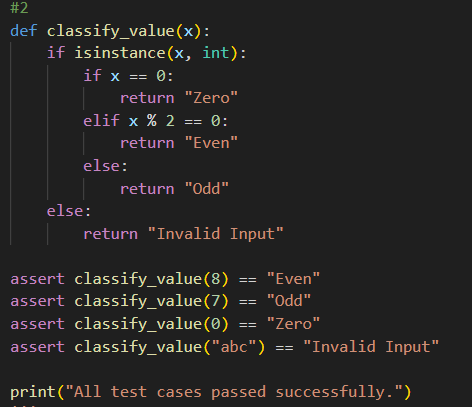 #2
def classify_value(x):
    if isinstance(x, int):
        if x == 0:
            return "Zero"
        elif x % 2 == 0:
            return "Even"
        else:
            return "Odd"
    else:
        return "Invalid Input"

assert classify_value(8) == "Even"
assert classify_value(7) == "Odd"
assert classify_value(0) == "Zero"
assert classify_value("abc") == "Invalid Input"

print("All test cases passed successfully.")